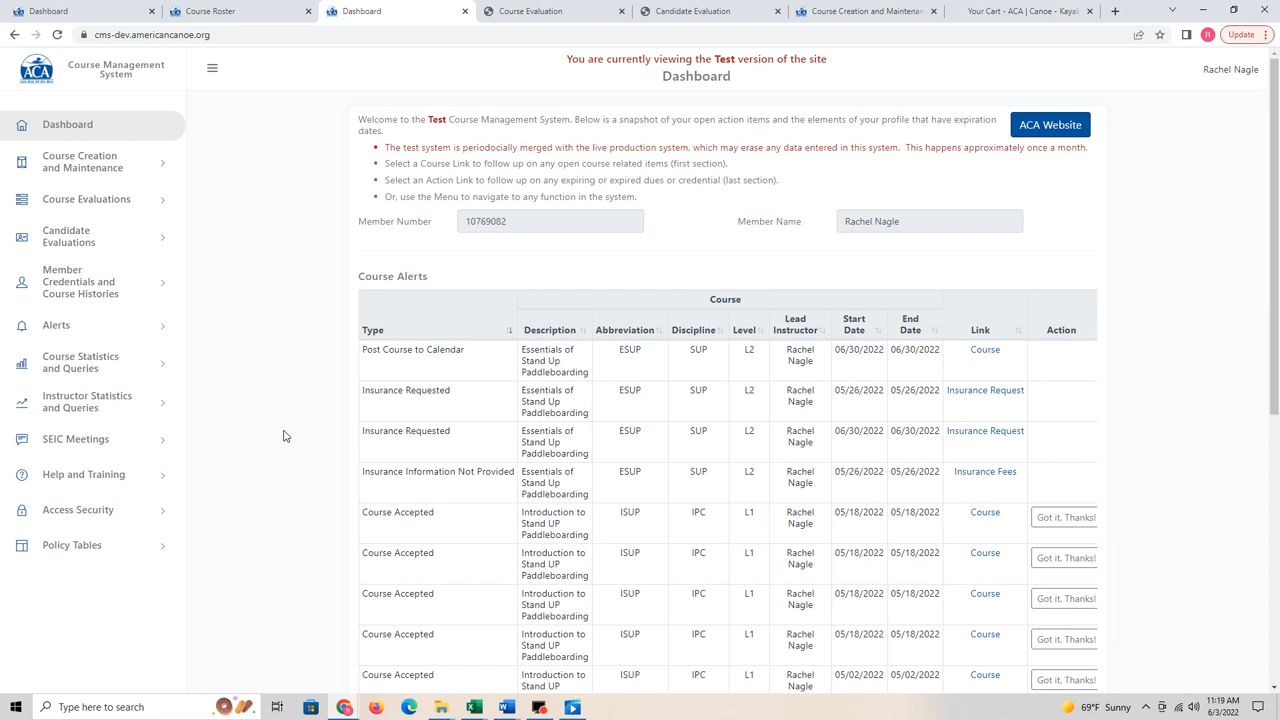 Dashboard
Course Roster
Dashboard
Course Evaluation
Candidate Evaluation
Course Creation and Maintenan
Your Cart - ACA | Canoe - Kayak
cms-dev.americancanoe.org
R
Update
ACA
Course Management
System
You are currently viewing the Test version of the site
Dashboard
Rachel Nagle
Dashboard
Course Creation
and Maintenance
Course Evaluations
Candidate
Evaluations
Member
Credentials and
Course Histories
Alerts
Course Statistics
and Queries
Instructor Statistics
and Queries
SEIC Meetings
Help and Training
Access Security
Policy Tables
Welcome to the Test Course Management System. Below is a snapshot of your open action items and the elements of your profile that have expiration
dates.
ACA Website
• The test system is periodocially merged with the live production system, which may erase any data entered in this system. This happens approximately once a month.
• Select a Course Link to follow up on any open course related items (first section).
• Select an Action Link to follow up on any expiring or expired dues or credential (last section).
• Or, use the Menu to navigate to any function in the system.
Member Number 10769082 Member Name Rachel Nagle
Course Alerts
Course
Type Description Abbreviation Discipline Level Lead Instructor Start Date End Date Link Action
Post Course to Calendar Essentials of Stand Up Paddleboarding ESUP SUP L2 Rachel Nagle 06/30/2022 06/30/2022 Course
Insurance Requested Essentials of Stand Up Paddleboarding ESUP SUP L2 Rachel Nagle 05/26/2022 05/26/2022 Insurance Request
Insurance Requested Essentials of Stand Up Paddleboarding ESUP SUP L2 Rachel Nagle 06/30/2022 06/30/2022 Insurance Request
Insurance Information Not Provided Essentials of Stand Up Paddleboarding ESUP SUP L2 Rachel Nagle 05/26/2022 05/26/2022 Insurance Fees
Course Accepted Introduction to Stand UP Paddleboarding ISUP IPC L1 Rachel Nagle 05/18/2022 05/18/2022 Course Got it, Thanks!
Course Accepted Introduction to Stand UP Paddleboarding ISUP IPC L1 Rachel Nagle 05/18/2022 05/18/2022 Course Got it, Thanks!
Course Accepted Introduction to Stand UP Paddleboarding ISUP IPC L1 Rachel Nagle 05/18/2022 05/18/2022 Course Got it, Thanks!
Course Accepted Introduction to Stand UP Paddleboarding ISUP IPC L1 Rachel Nagle 05/18/2022 05/18/2022 Course Got it, Thanks!
Course Accepted Introduction to Stand UP ISUP IPC L1 Rachel Nagle 05/02/2022 05/02/2022 Course Got it, Thanks!
Type here to search
69°F Sunny
11:19 AM
6/3/2022